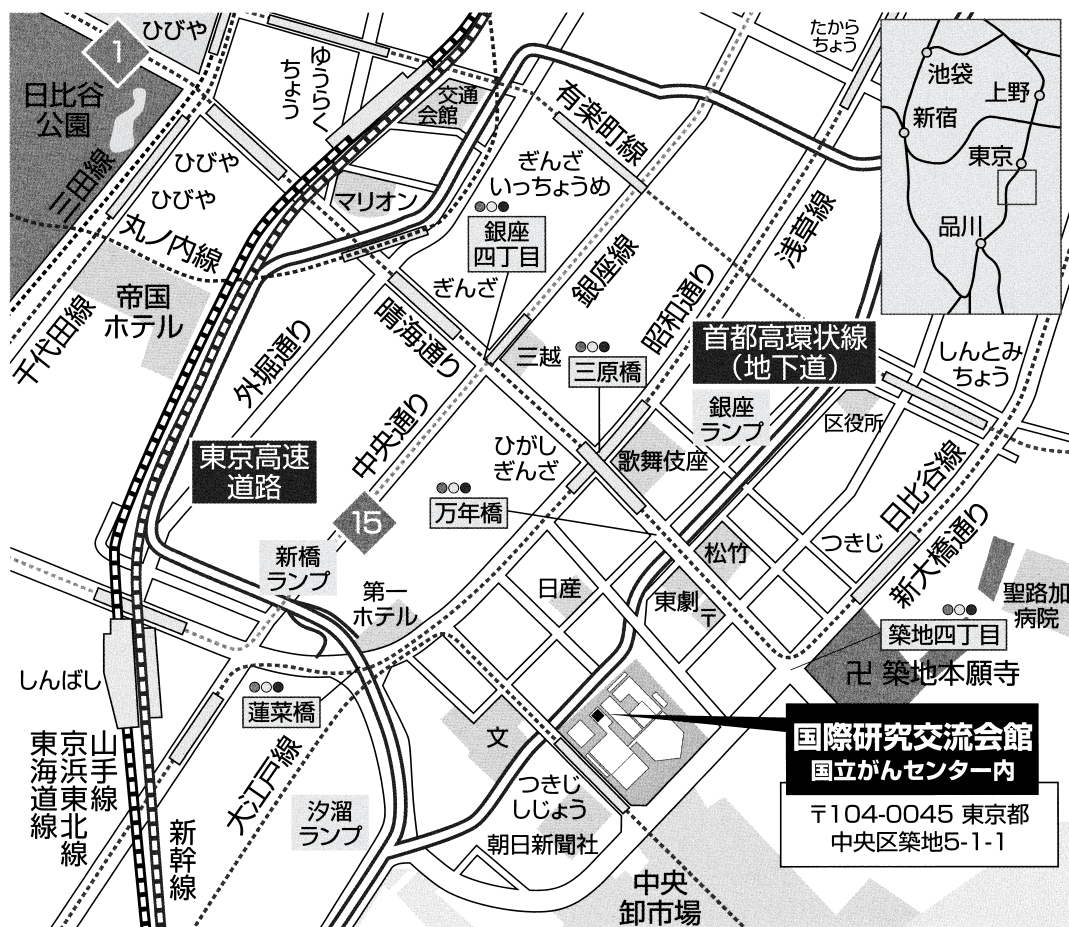 ひびや
1
日比谷
公園
三田線
ひびや
ひびや
丸ノ内線
ゆうらく
ちょう
交通
会館
マリオン
有楽町線
ぎんざ
いっちょうめ
銀座
四丁目
ぎんざ
銀座線
たから
ちょう
浅草線
昭和通り
池袋
上野
新宿
東京
品川
千代田線
帝国
ホテル
外堀通り
晴海通り
中央通り
三越
三原橋
首都高環状線
(地下道)
銀座
ランプ
しんとみ
ちょう
区役所
東京高速
道路
15
ひがし
ぎんざ
歌舞伎座
万年橋
日比谷線
つきじ
新大橋通り
新橋
ランプ
第一
ホテル
日産
松竹
東劇
〒
聖路加
病院
築地四丁目
卍 築地本願寺
しんばし
蓮菜橋
文
国際研究交流会館
国立がんセンター内
〒104-0045 東京都
中央区築地5-1-1
山手線
京浜東北線
東海道線
新幹線
大江戸線
汐溜
ランプ
つきじ
しじょう
朝日新聞社
中央
卸市場